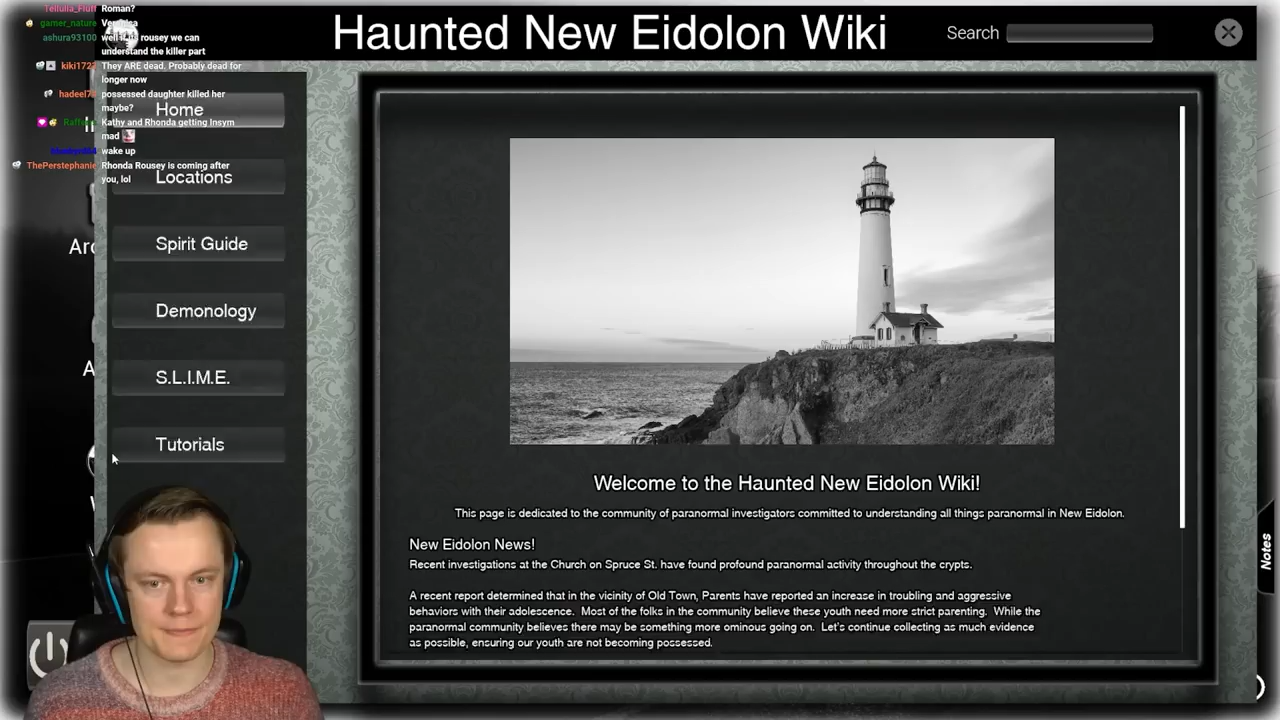 Haunted New Eidolon Wiki
Search
Roman?
gamer_nature Veronica
ashura93100 well if its rousey we can
understand the killer part
They ARE dead. Probably dead for
longer now
possessed daughter killed her
maybe?
Kathy and Rhonda getting Insym
mad
wake up
ThePerstephanie Rhonda Rousey is coming after
you, lol
Home
Locations
Spirit Guide
Demonology
S.L.I.M.E.
Tutorials
Welcome to the Haunted New Eidolon Wiki!
This page is dedicated to the community of paranormal investigators committed to understanding all things paranormal in New Eidolon.
New Eidolon News!
Recent investigations at the Church on Spruce St. have found profound paranormal activity throughout the crypts.
A recent report determined that in the vicinity of Old Town, Parents have reported an increase in troubling and aggressive
behaviors with their adolescence. Most of the folks in the community believe these youth need more strict parenting. While the
paranormal community believes there may be something more ominous going on. Let's continue collecting as much evidence
as possible, ensuring our youth are not becoming possessed.
Notes